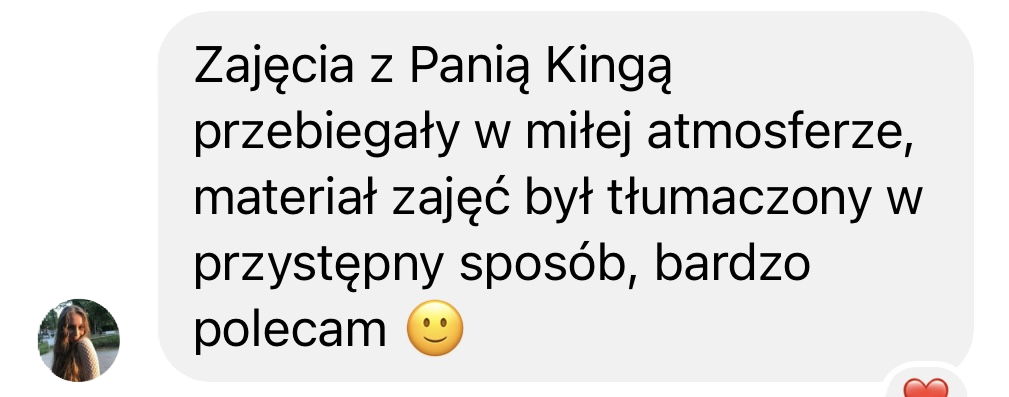 Zajęcia z Panią Kingą
przebiegały w miłej atmosferze,
materiał zajęć był tłumaczony w
przystępny sposób, bardzo
polecam 🙂